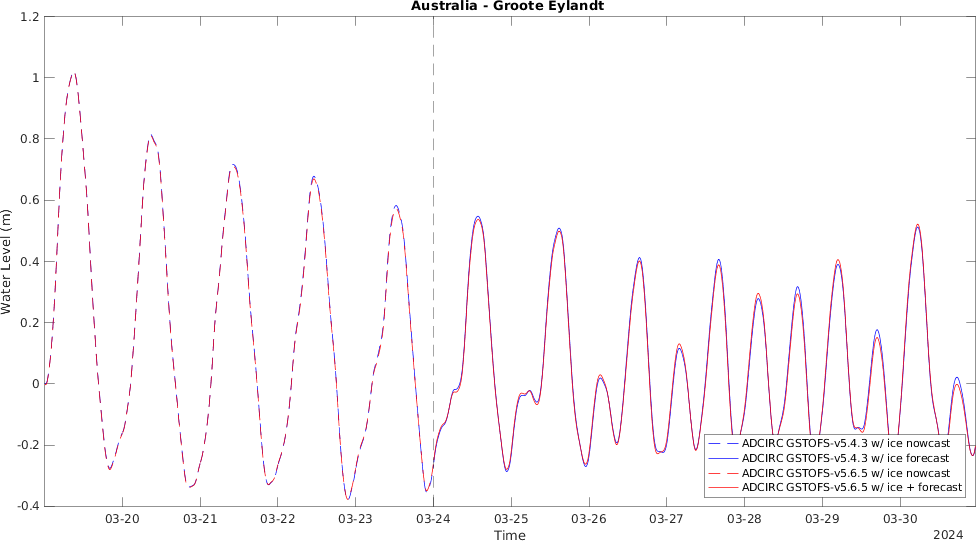 Australia - Groote Eylandt
1.2
1
0.8
0.6
0.4
0.2
0
-0.2
-0.4
Water Level (m)
ADCIRC GSTOFS-v5.4.3 w/ ice nowcast
ADCIRC GSTOFS-v5.4.3 w/ ice forecast
ADCIRC GSTOFS-v5.6.5 w/ ice nowcast
ADCIRC GSTOFS-v5.6.5 w/ ice + forecast
03-20 03-21 03-22 03-23 03-24 03-25 03-26 03-27 03-28 03-29 03-30
Time
2024